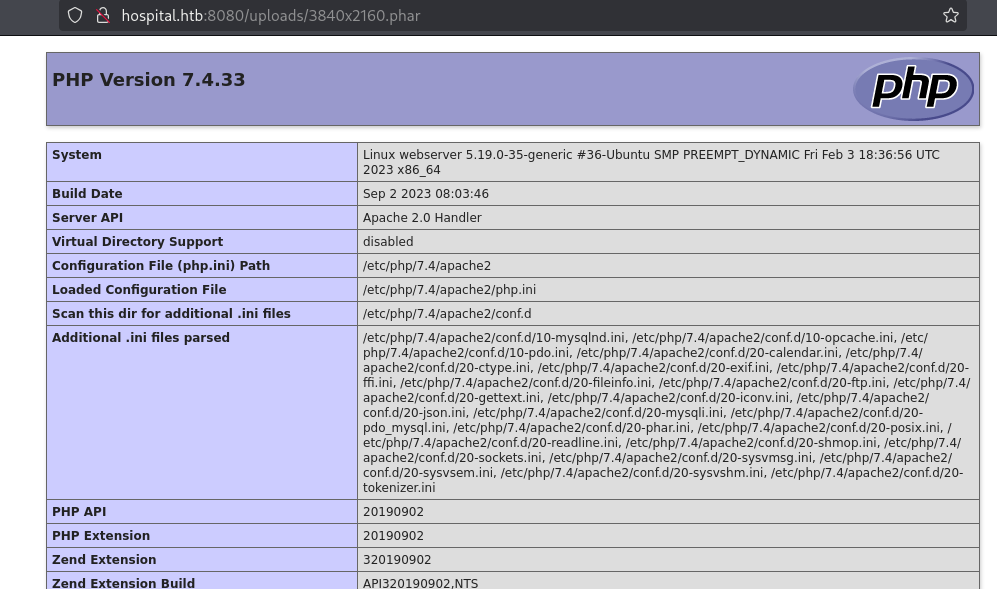 hospital.htb:8080/uploads/3840x2160.phar
PHP Version 7.4.33
php
System
Linux webserver 5.19.0-35-generic #36-Ubuntu SMP PREEMPT_DYNAMIC Fri Feb 3 18:36:56 UTC
2023 x86_64
Build Date
Sep 2 2023 08:03:46
Server API
Apache 2.0 Handler
Virtual Directory Support
disabled
Configuration File (php.ini) Path
/etc/php/7.4/apache2
Loaded Configuration File
/etc/php/7.4/apache2/php.ini
Scan this dir for additional .ini files
/etc/php/7.4/apache2/conf.d
Additional .ini files parsed
/etc/php/7.4/apache2/conf.d/10-mysqlnd.ini, /etc/php/7.4/apache2/conf.d/10-opcache.ini, /etc/
php/7.4/apache2/conf.d/10-pdo.ini, /etc/php/7.4/apache2/conf.d/20-calendar.ini, /etc/php/7.4/
apache2/conf.d/20-ctype.ini, /etc/php/7.4/apache2/conf.d/20-exif.ini, /etc/php/7.4/apache2/conf.d/20-
ffi.ini, /etc/php/7.4/apache2/conf.d/20-fileinfo.ini, /etc/php/7.4/apache2/conf.d/20-ftp.ini, /etc/php/7.4/
apache2/conf.d/20-gettext.ini, /etc/php/7.4/apache2/conf.d/20-iconv.ini, /etc/php/7.4/apache2/
conf.d/20-json.ini, /etc/php/7.4/apache2/conf.d/20-mysqli.ini, /etc/php/7.4/apache2/conf.d/20-
pdo_mysql.ini, /etc/php/7.4/apache2/conf.d/20-phar.ini, /etc/php/7.4/apache2/conf.d/20-posix.ini, /
etc/php/7.4/apache2/conf.d/20-readline.ini, /etc/php/7.4/apache2/conf.d/20-shmop.ini, /etc/php/7.4/
apache2/conf.d/20-sockets.ini, /etc/php/7.4/apache2/conf.d/20-sysvmsg.ini, /etc/php/7.4/apache2/
conf.d/20-sysvsem.ini, /etc/php/7.4/apache2/conf.d/20-sysvshm.ini, /etc/php/7.4/apache2/conf.d/20-
tokenizer.ini
PHP API
20190902
PHP Extension
20190902
Zend Extension
320190902
Zend Extension Build
API320190902,NTS